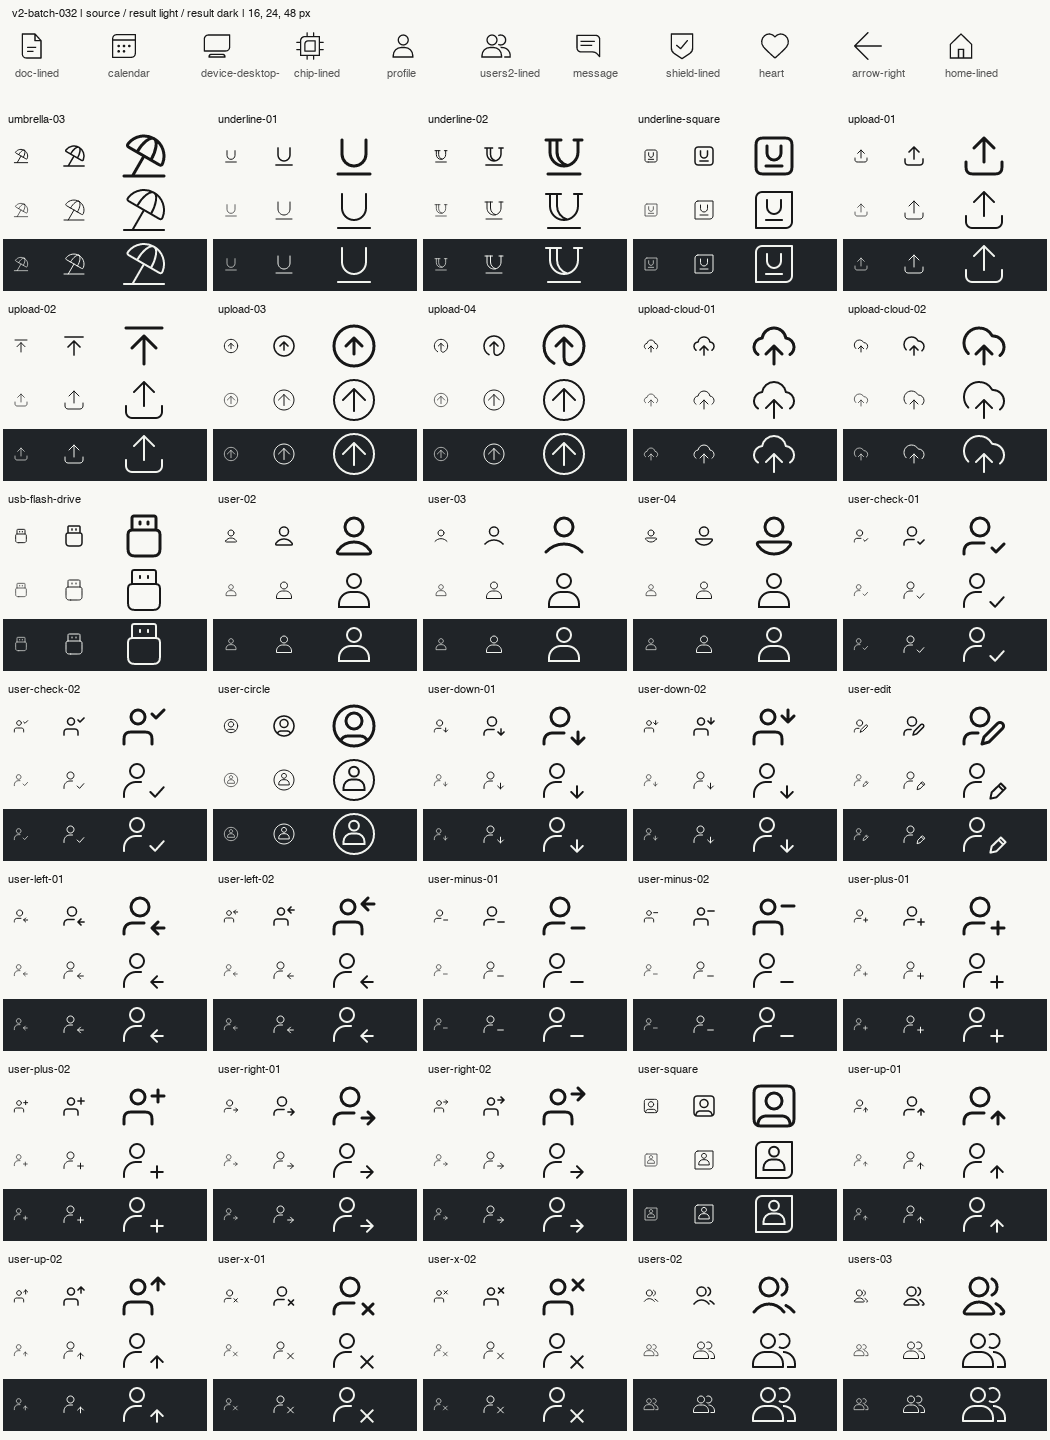 v2-batch-032 | source / result light / result dark | 16, 24, 48 px
doc-lined calendar device-desktop- chip-lined profile users2-lined message shield-lined heart arrow-right home-lined
umbrella-03 underline-01 underline-02 underline-square upload-01
upload-02 upload-03 upload-04 upload-cloud-01 upload-cloud-02
usb-flash-drive user-02 user-03 user-04 user-check-01
user-check-02 user-circle user-down-01 user-down-02 user-edit
user-left-01 user-left-02 user-minus-01 user-minus-02 user-plus-01
user-plus-02 user-right-01 user-right-02 user-square user-up-01
user-up-02 user-x-01 user-x-02 users-02 users-03